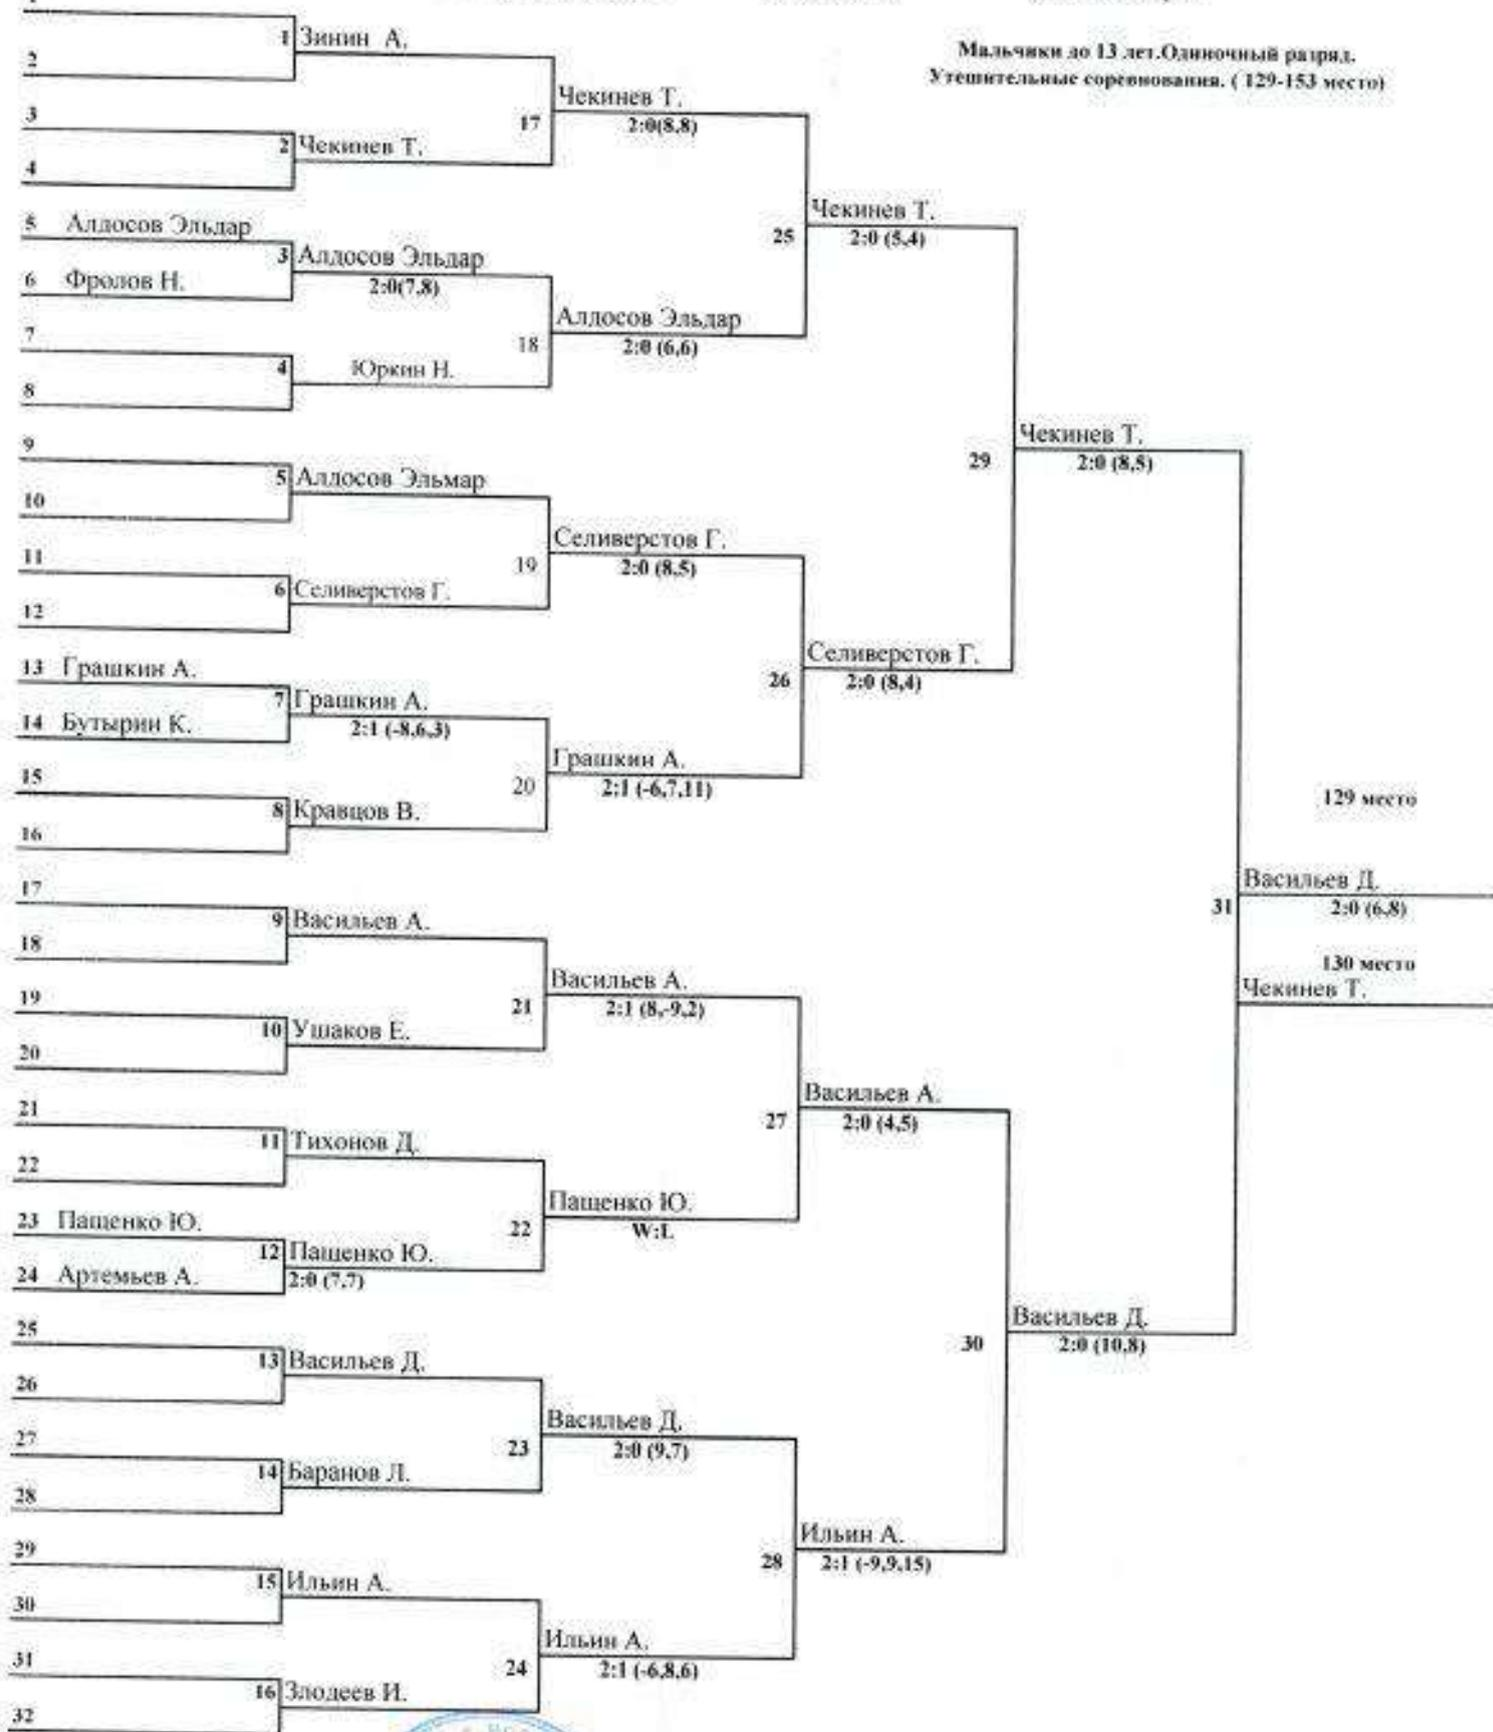 Мальчики до 13 лет.Одиночный разряд.
Утешительные соревнования. ( 129-153 место)
1 Зинин А.
2
Чекинев Т.
17 2:0(8,8)
3
2 Чекинев Т.
4
Чекинев Т.
25 2:0 (5,4)
5 Алдосов Эльдар
3 Алдосов Эльдар
2:0(7,8)
6 Фролов Н.
Алдосов Эльдар
18 2:0 (6,6)
7
4 Юркин Н.
8
Чекинев Т.
29 2:0 (8,5)
9
5 Алдосов Эльмар
10
Селиверстов Г.
19 2:0 (8,5)
11
6 Селиверстов Г.
12
Селиверстов Г.
26 2:0 (8,4)
13 Грашкин А.
7 Грашкин А.
2:1 (-8,6,3)
14 Бутырин К.
Грашкин А.
20 2:1 (-6,7,11)
15
8 Кравцов В.
16
129 место
Васильев Д.
31 2:0 (6,8)
130 место
Чекинев Т.
17
9 Васильев А.
18
Васильев А.
21 2:1 (8,-9,2)
19
10 Ушаков Е.
20
Васильев А.
27 2:0 (4,5)
21
11 Тихонов Д.
22
Пащенко Ю.
22 W:L
23 Пащенко Ю.
12 Пащенко Ю.
2:0 (7,7)
24 Артемьев А.
Васильев Д.
30 2:0 (10,8)
25
13 Васильев Д.
26
Васильев Д.
23 2:0 (9,7)
27
14 Баранов Л.
28
Ильин А.
28 2:1 (-9,9,15)
29
15 Ильин А.
30
Ильин А.
24 2:1 (-6,8,6)
31
16 Злодеев И.
32